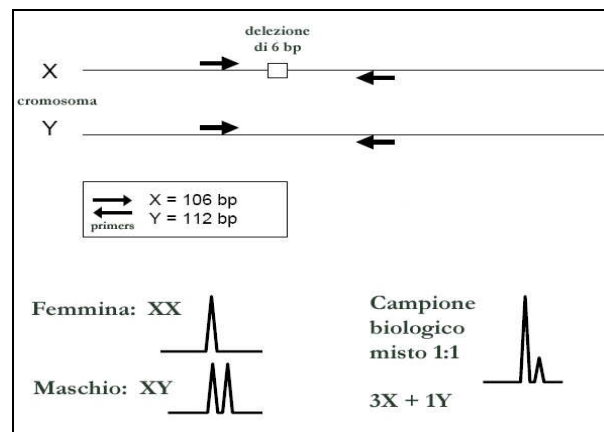 delezione
di 6 bp
X
cromosoma
Y
X = 106 bp
Y = 112 bp
primers
Femmina: XX
Maschio: XY
Campione
biologico
misto 1:1
3X + 1Y